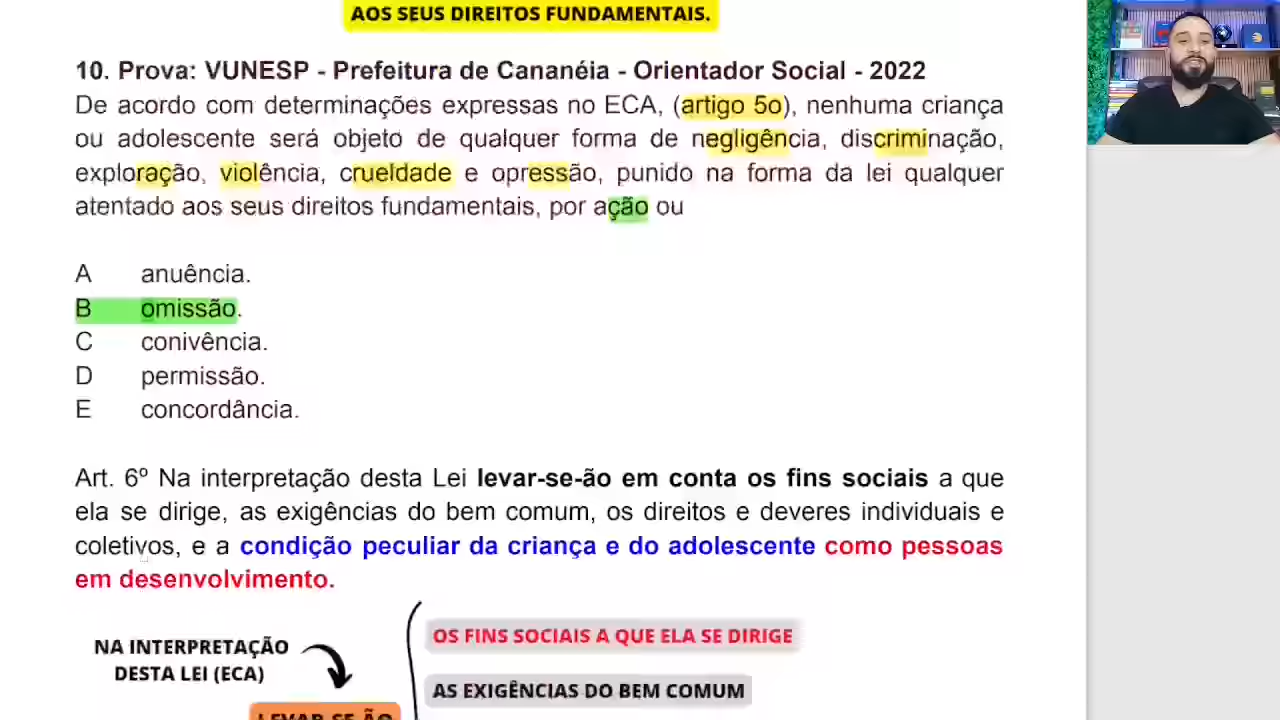 AOS SEUS DIREITOS FUNDAMENTAIS.
10. Prova: VUNESP - Prefeitura de Cananéia - Orientador Social - 2022
De acordo com determinações expressas no ECA, (artigo 5o), nenhuma criança
ou adolescente será objeto de qualquer forma de negligência, discriminação,
exploração, violência, crueldade e opressão, punido na forma da lei qualquer
atentado aos seus direitos fundamentais, por ação ou
A anuência.
B omissão.
C conivência.
D permissão.
E concordância.
Art. 6º Na interpretação desta Lei levar-se-ão em conta os fins sociais a que
ela se dirige, as exigências do bem comum, os direitos e deveres individuais e
coletivos, e a condição peculiar da criança e do adolescente como pessoas
em desenvolvimento.
NA INTERPRETAÇÃO
DESTA LEI (ECA)
OS FINS SOCIAIS A QUE ELA SE DIRIGE
AS EXIGÊNCIAS DO BEM COMUM
LEVAR-SE-ÃO